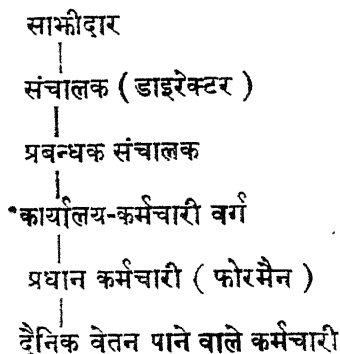 साझीदार
संचालक ( डाइरेक्टर )
प्रबन्धक संचालक
कार्यालय-कर्मचारी वर्ग
प्रधान कर्मचारी ( फोरमैन )
दैनिक वेतन पाने वाले कर्मचारी